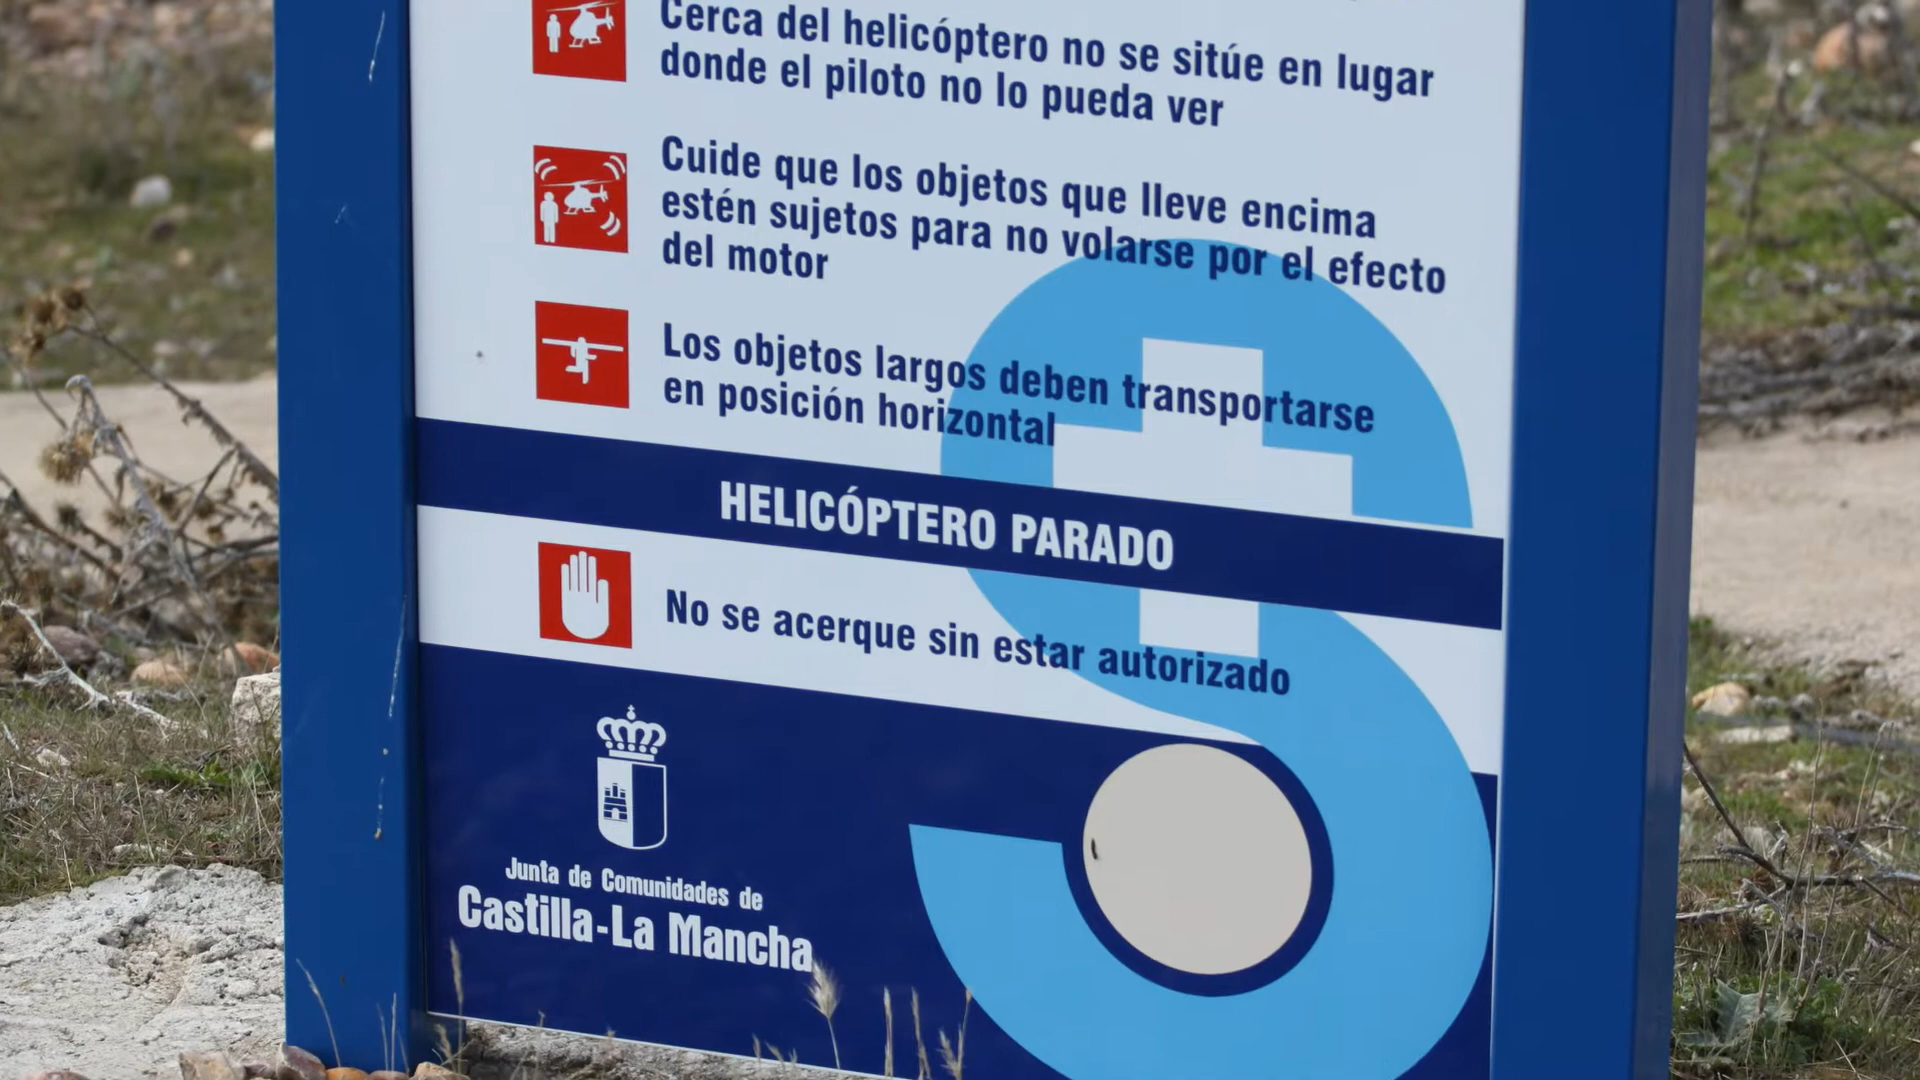 Cerca del helicóptero no se sitúe en lugar
donde el piloto no lo pueda ver
Cuide que los objetos que lleve encima
estén sujetos para no volarse por el efecto
del motor
Los objetos largos deben transportarse
en posición horizontal
HELICÓPTERO PARADO
No se acerque sin estar autorizado
Junta de Comunidades de
Castilla-La Mancha